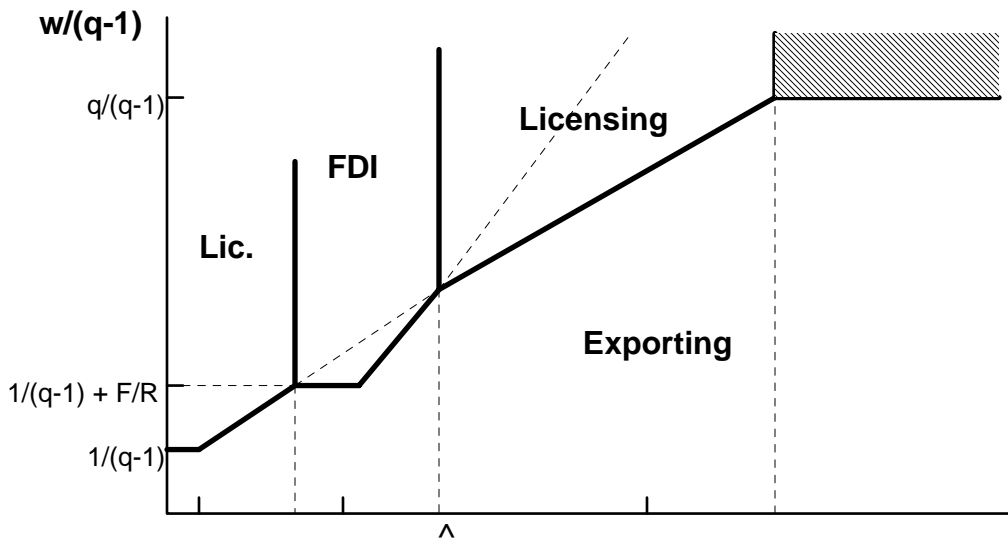 w/(q-1)
q/(q-1)
Licensing
FDI
Lic.
Exporting
1/(q-1) + F/R
1/(q-1)
^